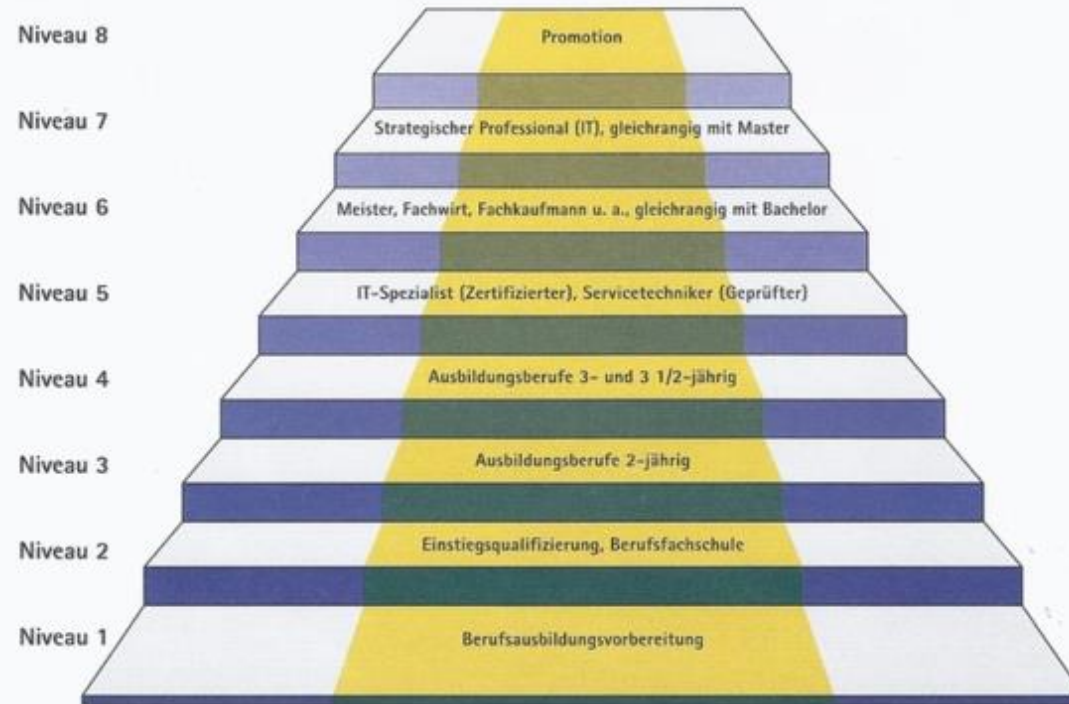 Niveau 8
Promotion
Niveau 7
Strategischer Professional (IT), gleichrangig mit Master
Niveau 6
Meister, Fachwirt, Fachkaufmann u. a., gleichrangig mit Bachelor
Niveau 5
IT-Spezialist (Zertifizierter), Servicetechniker (Geprüfter)
Niveau 4
Ausbildungsberufe 3- und 3 1/2-jährig
Niveau 3
Ausbildungsberufe 2-jährig
Niveau 2
Einstiegsqualifizierung, Berufsfachschule
Niveau 1
Berufsausbildungsvorbereitung